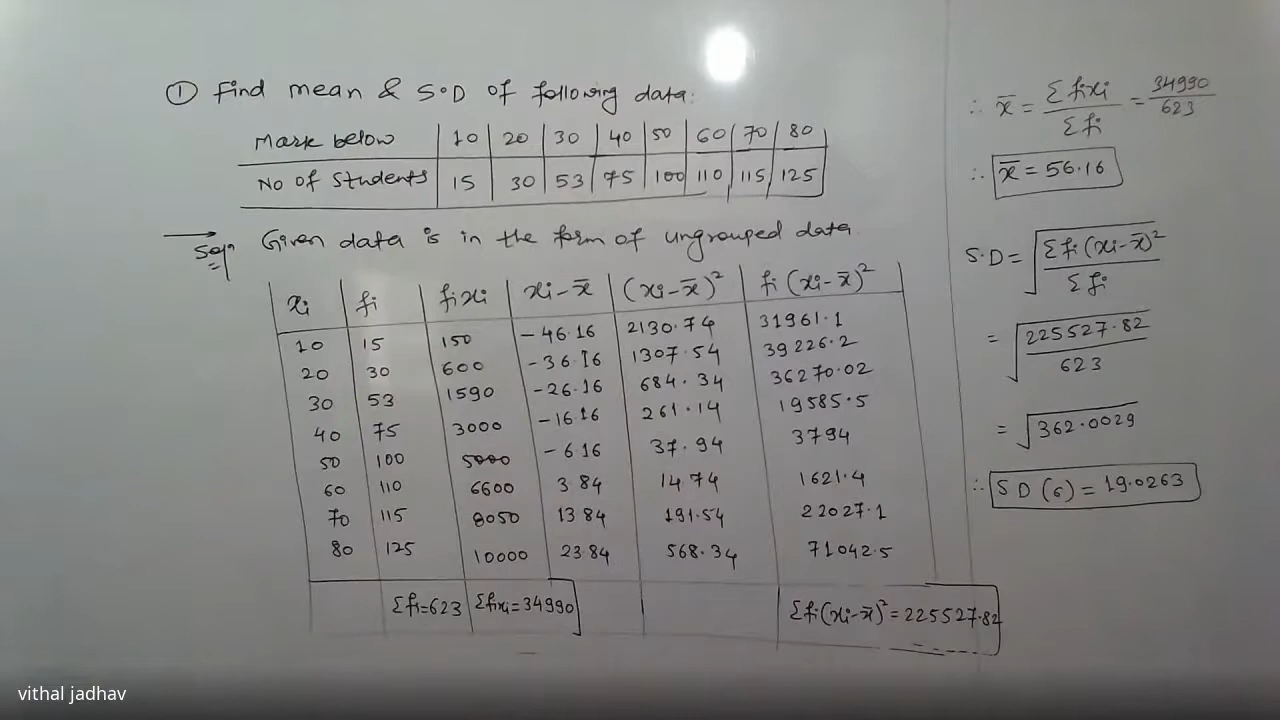 ① Find mean & S.D of following data:
Mark below 10 20 30 40 50 60 70 80
No of Students 15 30 53 75 100 110 115 125
→ Soln Given data is in the form of ungrouped data
xi fi fixi xi-x̄ (xi-x̄)² fi(xi-x̄)²
10 15 150 -46.16 2130.74 31961.1
20 30 600 -36.16 1307.54 39226.2
30 53 1590 -26.16 684.34 36270.02
40 75 3000 -16.16 261.14 19585.5
50 100 5000 -6.16 37.94 3794
60 110 6600 3.84 14.74 1621.4
70 115 8050 13.84 191.54 22027.1
80 125 10000 23.84 568.34 71042.5
Σfi=623 Σfixi=34990 Σfi(xi-x̄)²=225527.82
∴ x̄ = Σfixi/Σfi = 34990/623
∴ x̄ = 56.16
S.D = √(Σfi(xi-x̄)²/Σfi)
= √(225527.82/623)
= √362.0029
∴ SD (σ) = 19.0263
vithal jadhav